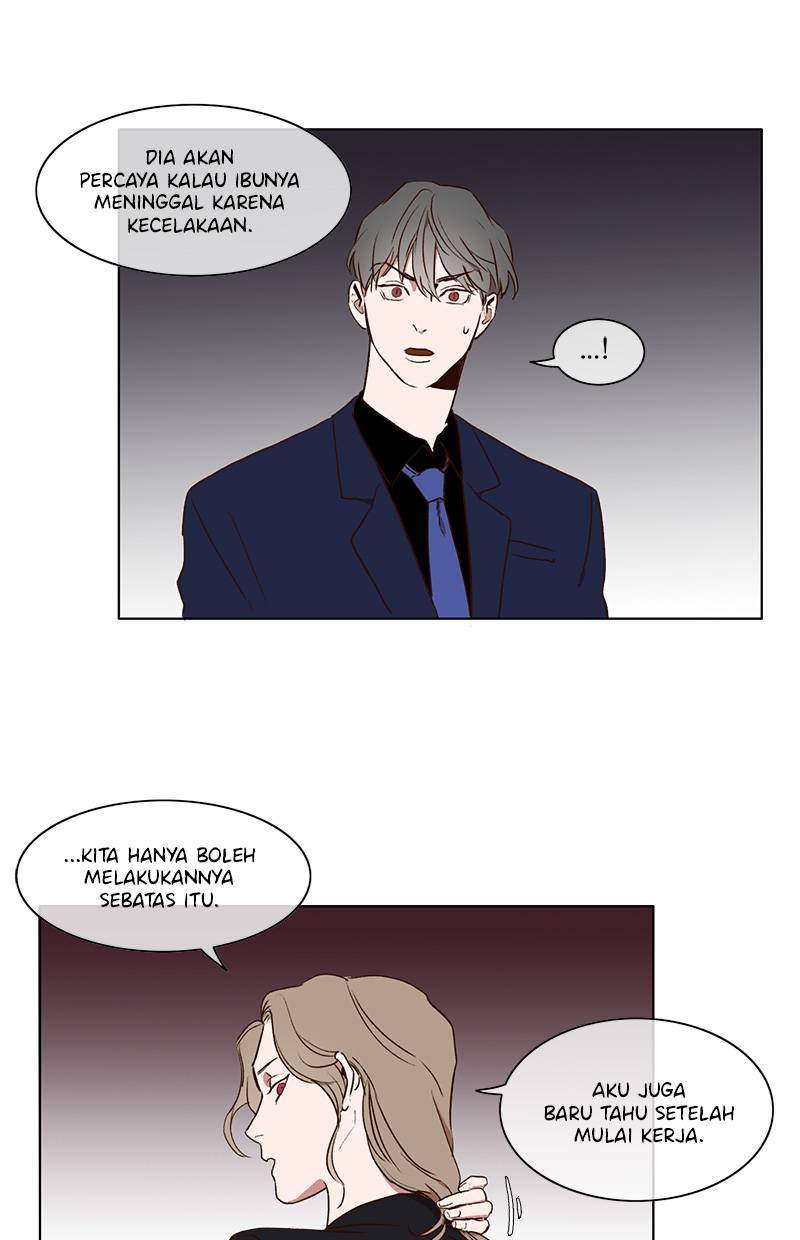 DIA AKAN
PERCAYA KALAU IBUNYA
MENINGGAL KARENA
KECELAKAAN.
...!
...KITA HANYA BOLEH
MELAKUKANNYA
SEBATAS ITU.
AKU JUGA
BARU TAHU SETELAH
MULAI KERJA.